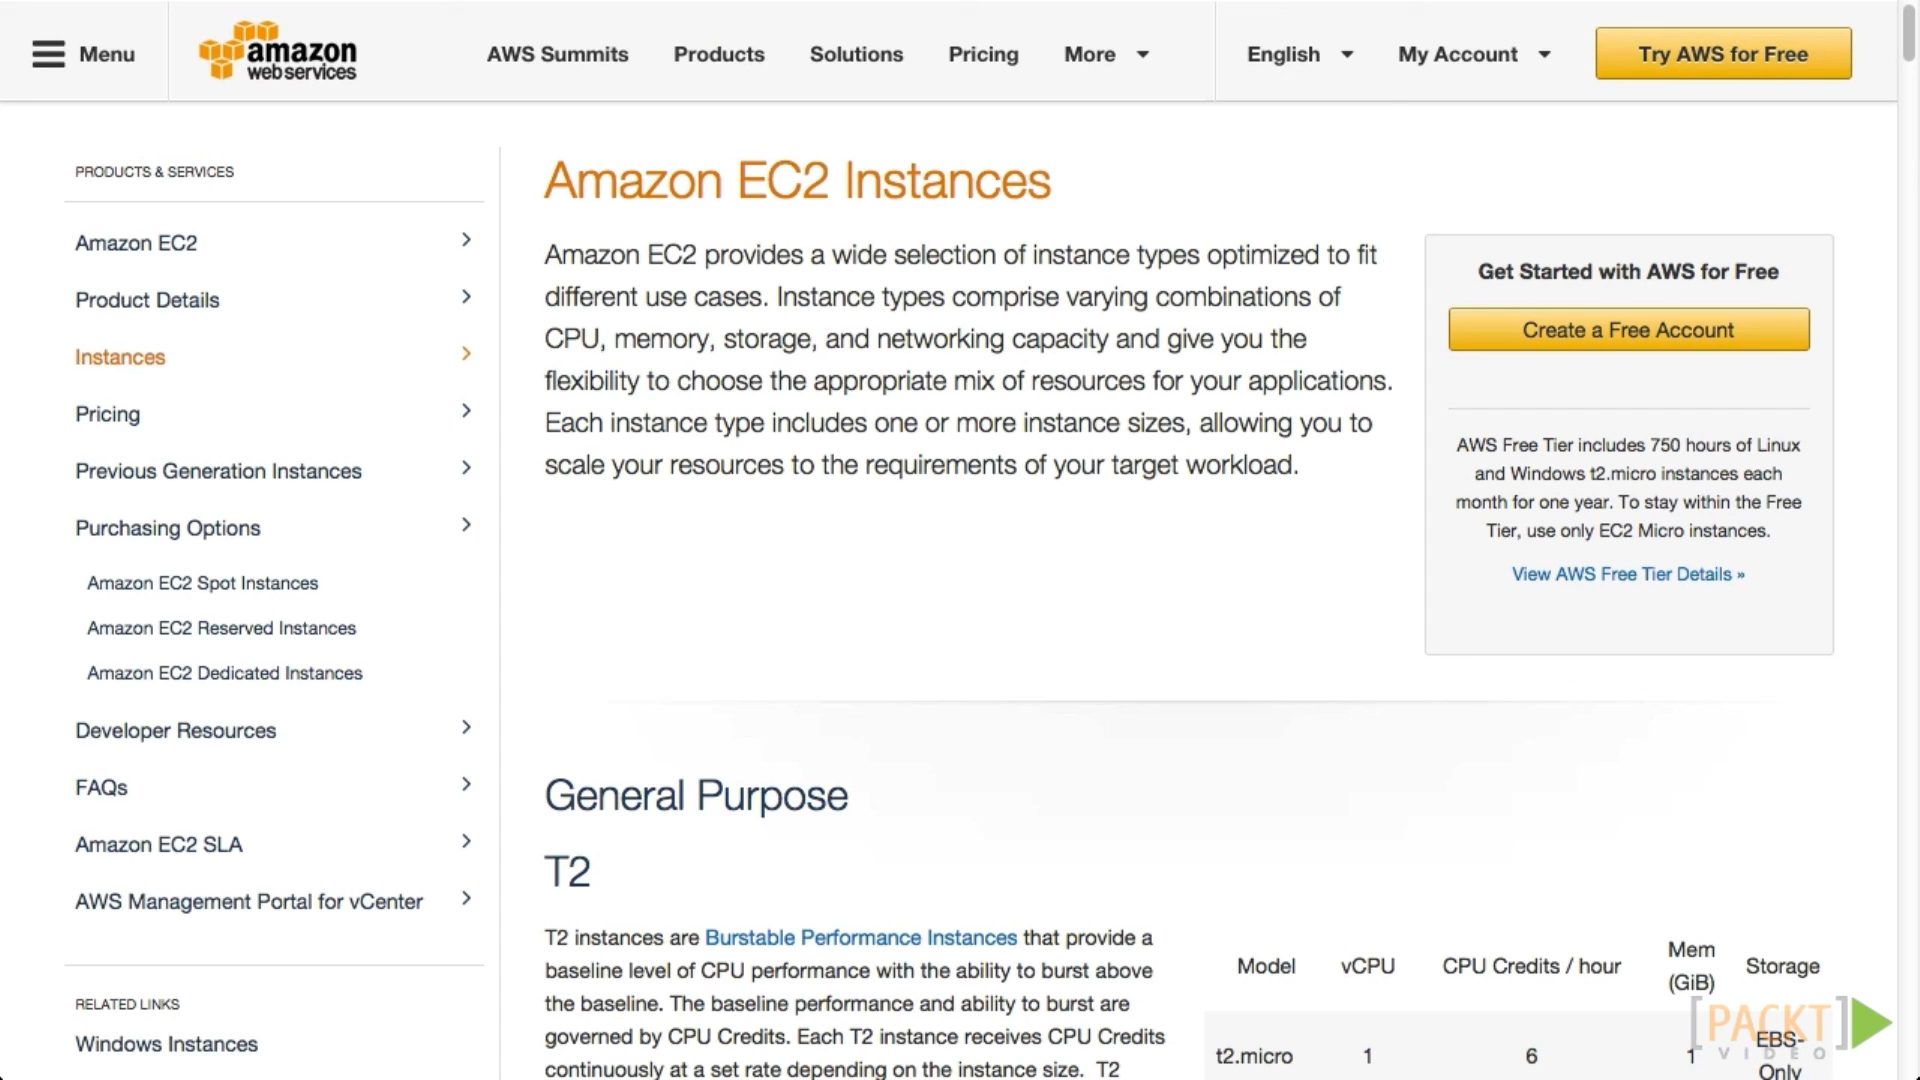 Menu
amazon
webservices
AWS Summits
Products
Solutions
Pricing
More
English
My Account
Try AWS for Free
PRODUCTS & SERVICES
Amazon EC2
Product Details
Instances
Pricing
Previous Generation Instances
Purchasing Options
Amazon EC2 Spot Instances
Amazon EC2 Reserved Instances
Amazon EC2 Dedicated Instances
Developer Resources
FAQs
Amazon EC2 SLA
AWS Management Portal for vCenter
RELATED LINKS
Windows Instances
Amazon EC2 Instances
Amazon EC2 provides a wide selection of instance types optimized to fit
different use cases. Instance types comprise varying combinations of
CPU, memory, storage, and networking capacity and give you the
flexibility to choose the appropriate mix of resources for your applications.
Each instance type includes one or more instance sizes, allowing you to
scale your resources to the requirements of your target workload.
Get Started with AWS for Free
Create a Free Account
AWS Free Tier includes 750 hours of Linux
and Windows t2.micro instances each
month for one year. To stay within the Free
Tier, use only EC2 Micro instances.
View AWS Free Tier Details »
General Purpose
T2
T2 instances are Burstable Performance Instances that provide a
baseline level of CPU performance with the ability to burst above
the baseline. The baseline performance and ability to burst are
governed by CPU Credits. Each T2 instance receives CPU Credits
continuously at a set rate depending on the instance size.  T2
Model vCPU CPU Credits / hour Mem (GiB) Storage
t2.micro 1 6 1 EBS-Only
[PACKT]
VIDEO